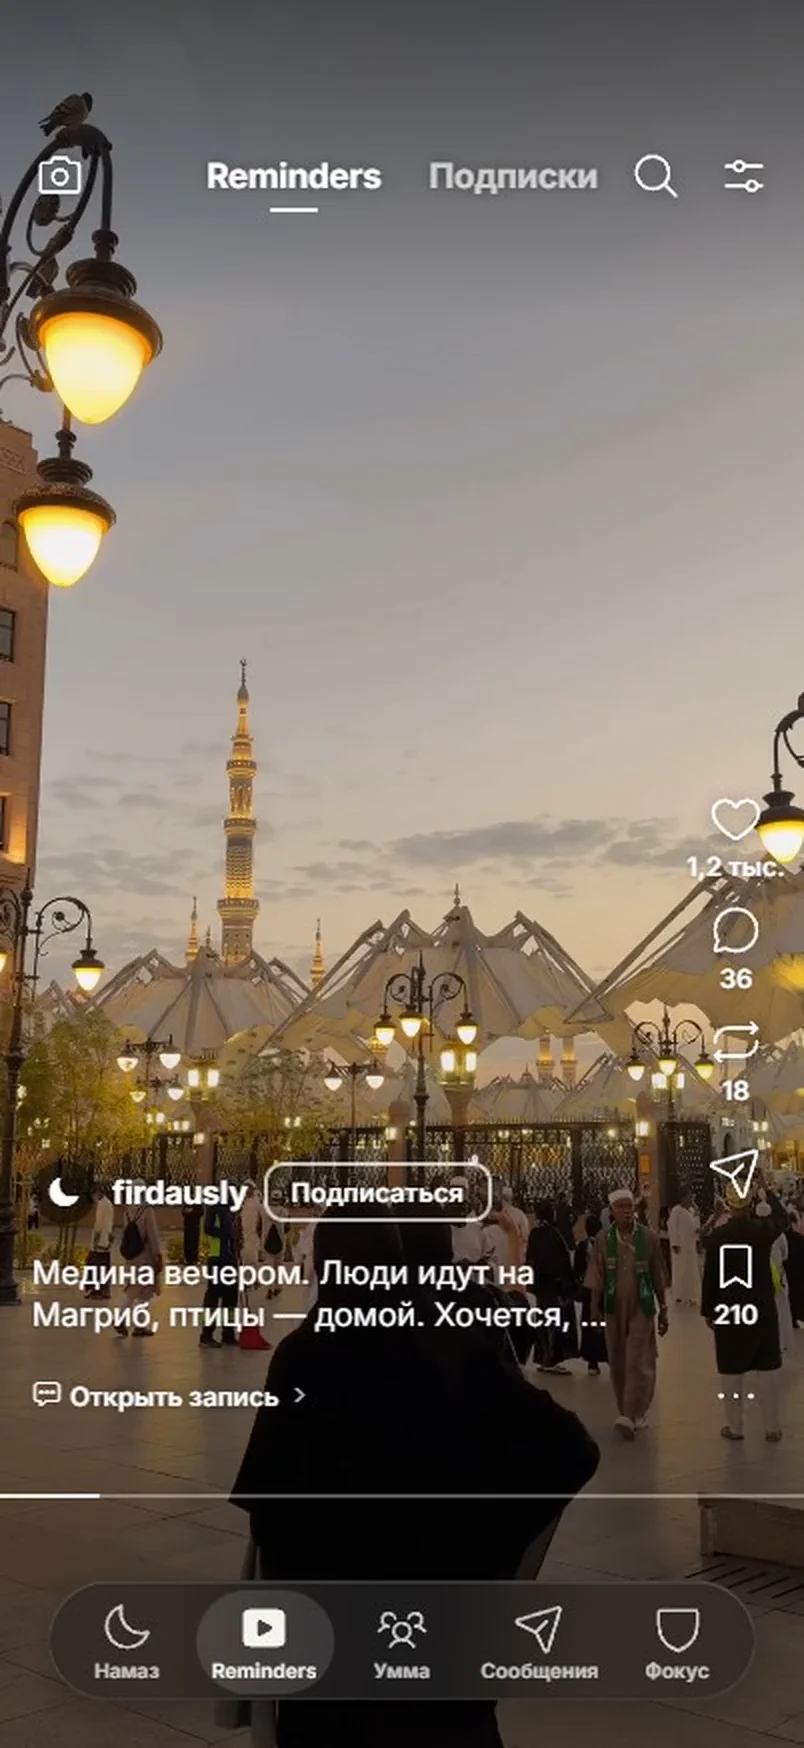 Reminders Подписки
1,2 тыс.
36
18
firdausly Подписаться
Медина вечером. Люди идут на
Магриб, птицы — домой. Хочется, ...
210
Открыть запись
Намаз Reminders Умма Сообщения Фокус